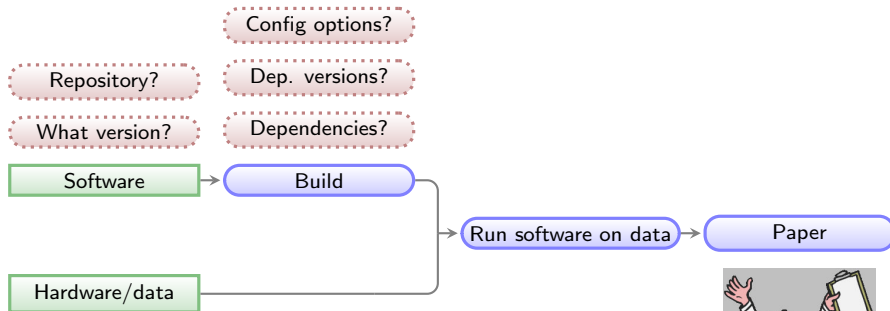 Config options?
Repository?
Dep. versions?
What version?
Dependencies?
Software
Build
Run software on data
Paper
Hardware/data